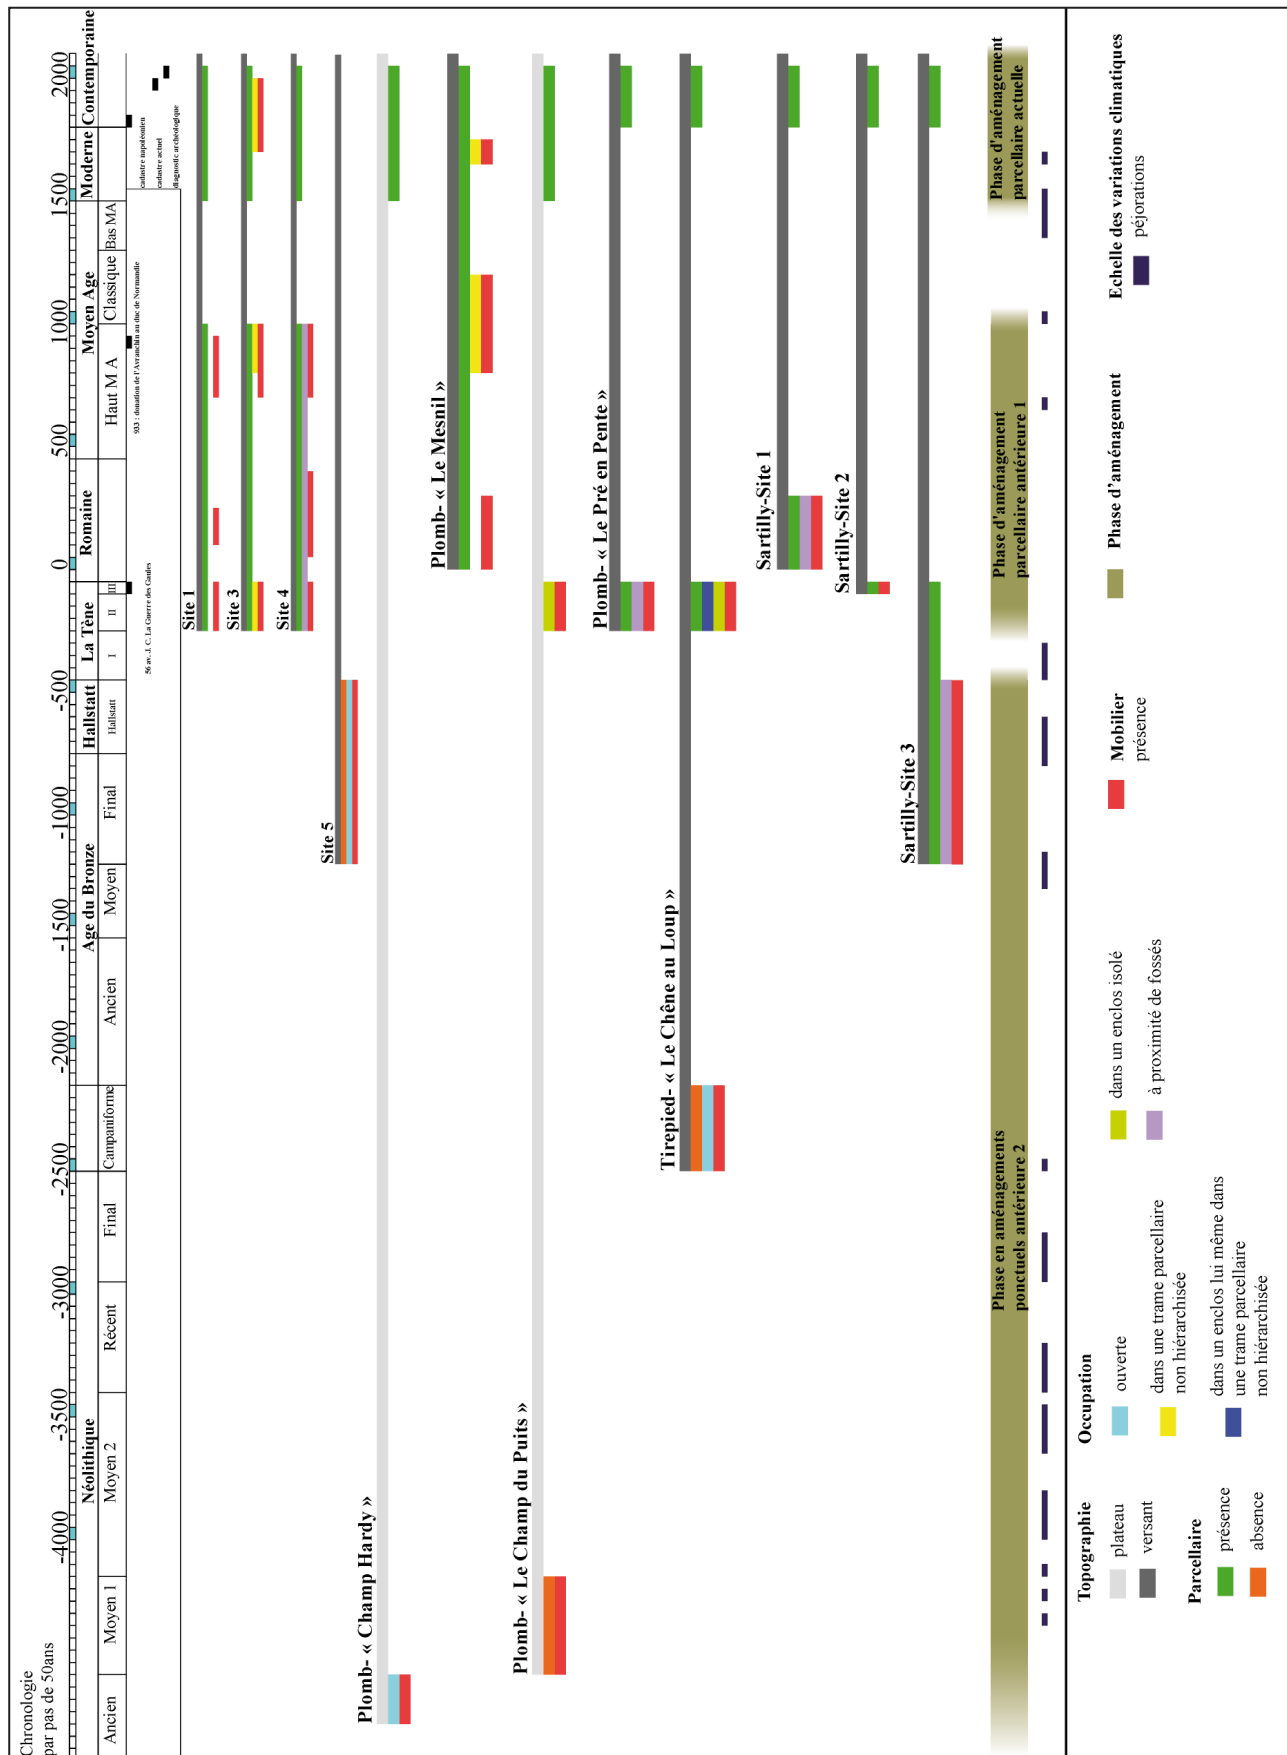 Chronologie
par pas de 50ans
-4000
-3500
-3000
-2500
-2000
-1500
-1000
-500
0
500
1000
1500
2000
Néolithique
Age du Bronze
Hallstatt
La Tène
Romaine
Moyen Age
Moderne
Contemporaine
Ancien
Moyen 1
Moyen 2
Récent
Final
Campaniforme
Ancien
Moyen
Final
Hallstatt
I
II
III
Haut M A
Classique
Bas MA
56 av. J. C. La Guerre des Gaules
933 : donation de l'Avranchin au duc de Normandie
cadastre napoléonien
cadastre actuel
diagnostic archéologique
Site 1
Site 3
Site 4
Site 5
Plomb- « Champ Hardy »
Plomb- « Le Mesnil »
Plomb- « Le Champ du Puits »
Plomb- « Le Pré en Pente »
Tirepied- « Le Chêne au Loup »
Sartilly-Site 1
Sartilly-Site 2
Sartilly-Site 3
Phase en aménagements
ponctuels antérieure 2
Phase d'aménagement
parcellaire antérieure 1
Phase d'aménagement
parcellaire actuelle
Topographie
plateau
versant
Parcellaire
présence
absence
Occupation
ouverte
dans une trame parcellaire
non hiérarchisée
dans un enclos lui même dans
une trame parcellaire
non hiérarchisée
dans un enclos isolé
à proximité de fossés
Mobilier
présence
Phase d'aménagement
Echelle des variations climatiques
péjorations